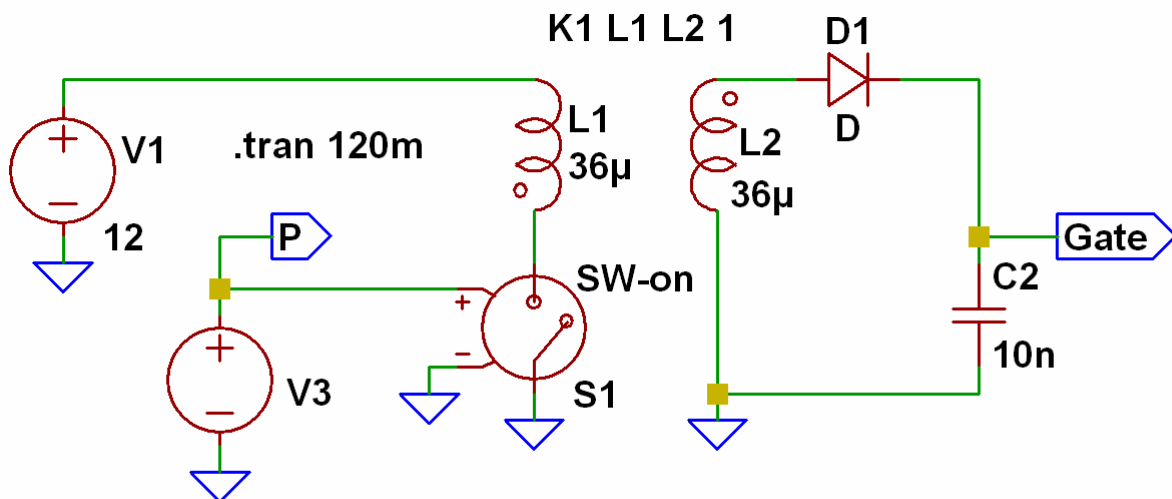 K1 L1 L2 1
D1
V1
.tran 120m
L1
36µ
L2
36µ
D
12
P
Gate
SW-on
C2
10n
V3
S1